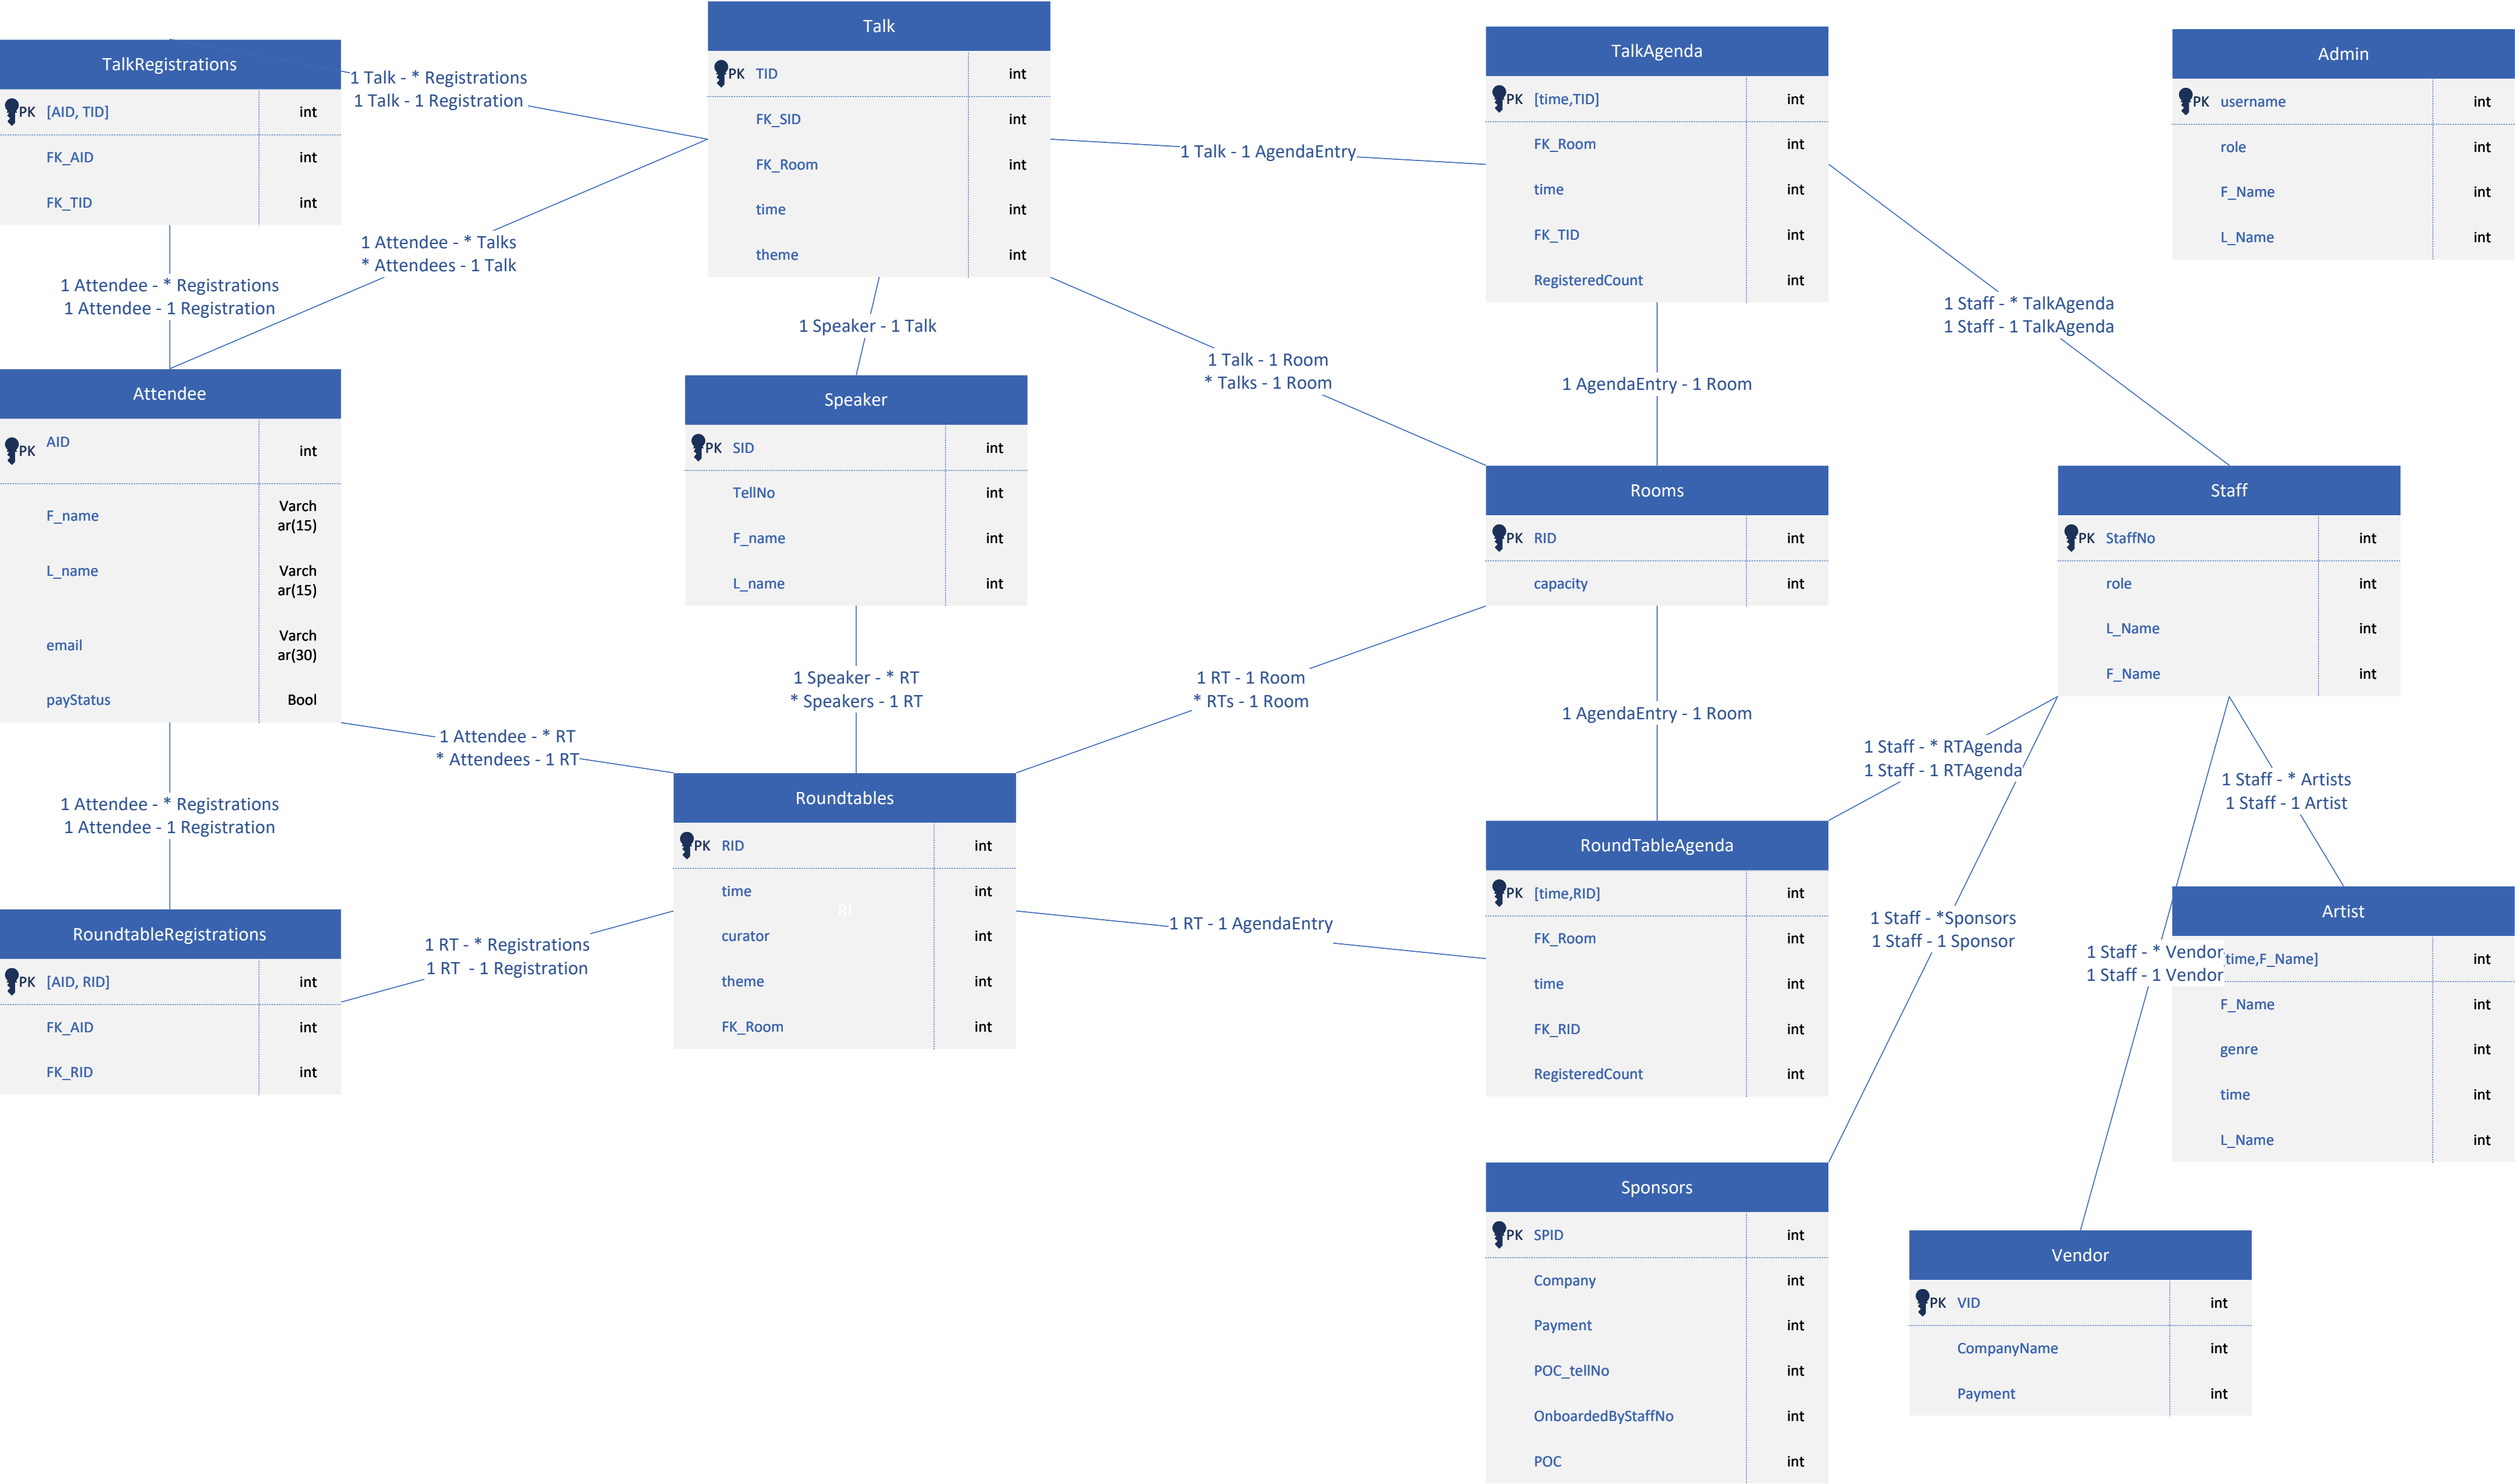 TalkRegistrations
PK [AID, TID] int
FK_AID int
FK_TID int
1 Talk - * Registrations
1 Talk - 1 Registration
Talk
PK TID int
FK_SID int
FK_Room int
time int
theme int
1 Talk - 1 AgendaEntry
TalkAgenda
PK [time,TID] int
FK_Room int
time int
FK_TID int
RegisteredCount int
Admin
PK username int
role int
F_Name int
L_Name int
1 Attendee - * Registrations
1 Attendee - 1 Registration
1 Attendee - * Talks
* Attendees - 1 Talk
1 Speaker - 1 Talk
1 Talk - 1 Room
* Talks - 1 Room
1 AgendaEntry - 1 Room
1 Staff - * TalkAgenda
1 Staff - 1 TalkAgenda
Attendee
PK AID int
F_name Varch
ar(15)
L_name Varch
ar(15)
email Varch
ar(30)
payStatus Bool
Speaker
PK SID int
TellNo int
F_name int
L_name int
Rooms
PK RID int
capacity int
Staff
PK StaffNo int
role int
L_Name int
F_Name int
1 Attendee - * RT
* Attendees - 1 RT
1 Speaker - * RT
* Speakers - 1 RT
1 RT - 1 Room
* RTs - 1 Room
1 AgendaEntry - 1 Room
1 Staff - * RTAgenda
1 Staff - 1 RTAgenda
1 Staff - * Artists
1 Staff - 1 Artist
1 Attendee - * Registrations
1 Attendee - 1 Registration
RoundtableRegistrations
PK [AID, RID] int
FK_AID int
FK_RID int
1 RT - * Registrations
1 RT - 1 Registration
Roundtables
PK RID int
time int
RI
curator int
theme int
FK_Room int
1 RT - 1 AgendaEntry
RoundTableAgenda
PK [time,RID] int
FK_Room int
time int
FK_RID int
RegisteredCount int
1 Staff - *Sponsors
1 Staff - 1 Sponsor
1 Staff - * Vendor
1 Staff - 1 Vendor
Artist
time,F_Name] int
F_Name int
genre int
time int
L_Name int
Sponsors
PK SPID int
Company int
Payment int
POC_tellNo int
OnboardedByStaffNo int
POC int
Vendor
PK VID int
CompanyName int
Payment int